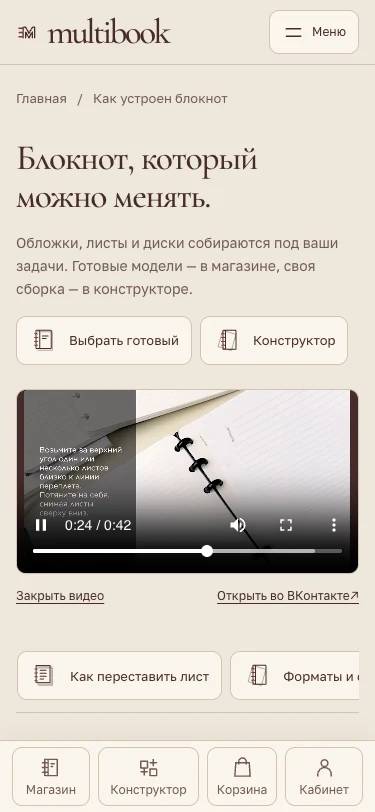 multibook
Меню
Главная / Как устроен блокнот
Блокнот, который
можно менять.
Обложки, листы и диски собираются под ваши
задачи. Готовые модели — в магазине, своя
сборка — в конструкторе.
Выбрать готовый
Конструктор
Возьмите за верхний
угол один или
несколько листов
близко к линии
переплета.
Потяните на себя,
снимая листы
сверху вниз.
0:24 / 0:42
Закрыть видео
Открыть во ВКонтакте↗
Как переставить лист
Форматы и
Магазин
Конструктор
Корзина
Кабинет